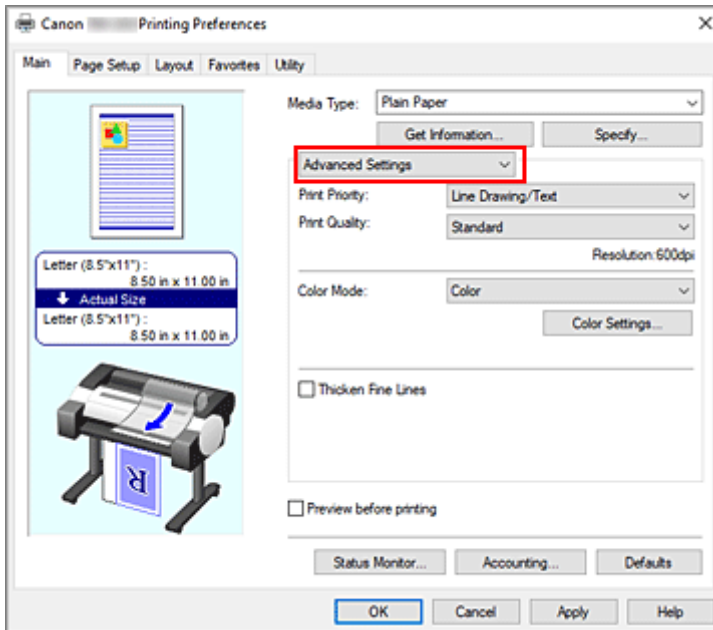 Canon Printing Preferences
Main Page Setup Layout Favorites Utility
Media Type: Plain Paper
Get Information... Specify...
Advanced Settings
Print Priority: Line Drawing/Text
Print Quality: Standard
Resolution:600dpi
Letter (8.5"x11") :
8.50 in x 11.00 in
Actual Size
Letter (8.5"x11") :
8.50 in x 11.00 in
Color Mode: Color
Color Settings...
Thicken Fine Lines
R
Preview before printing
Status Monitor... Accounting... Defaults
OK Cancel Apply Help